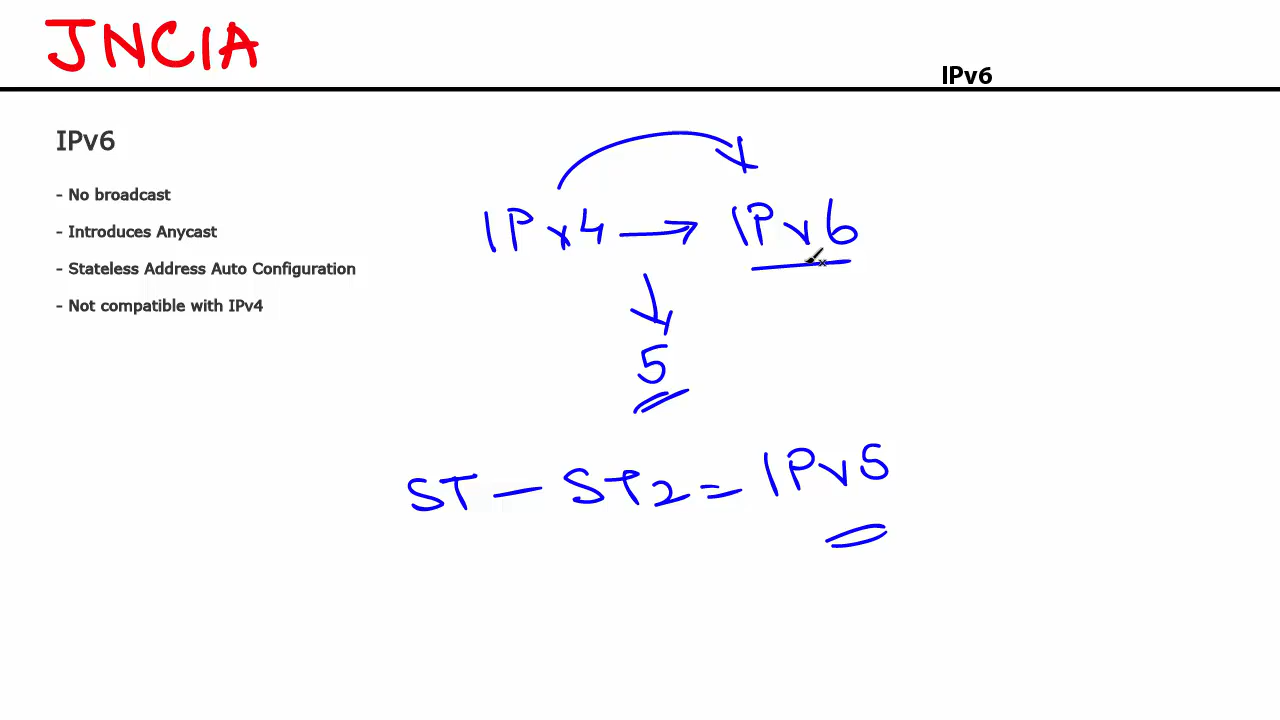 JNCIA
IPv6
IPv6
- No broadcast
- Introduces Anycast
- Stateless Address Auto Configuration
- Not compatible with IPv4
IPv4 → IPv6
5
ST - ST2 = IPv5